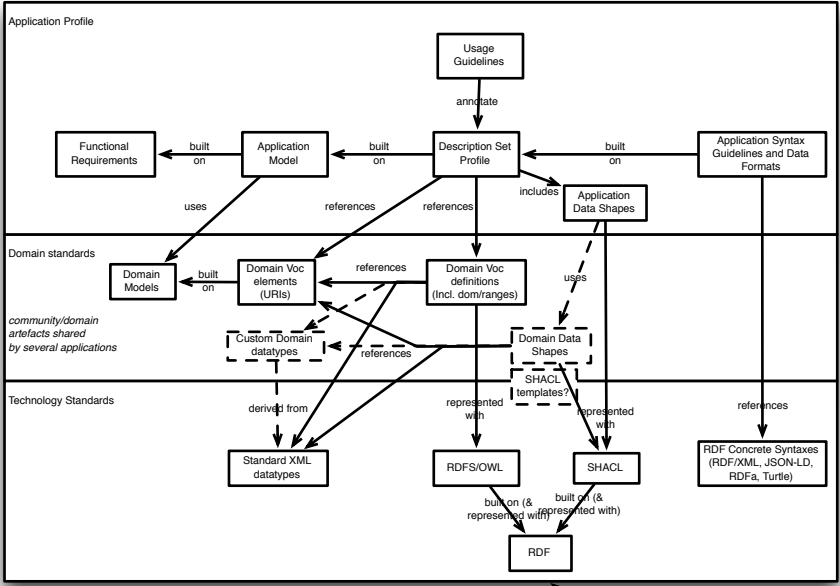 Application Profile
Usage
Guidelines
annotate
Functional
Requirements
built
on
Application
Model
built
on
Description Set
Profile
built
on
Application Syntax
Guidelines and Data
Formats
includes
Application
Data Shapes
uses
references
references
Domain standards
Domain
Models
built
on
Domain Voc
elements
(URIs)
references
Domain Voc
definitions
(Incl. dom/ranges)
uses
community/domain
artefacts shared
by several applications
Custom Domain
datatypes
references
Domain Data
Shapes
SHACL
templates?
Technology Standards
derived from
represented
with
represented
with
references
Standard XML
datatypes
RDFS/OWL
SHACL
RDF Concrete Syntaxes
(RDF/XML, JSON-LD,
RDFa, Turtle)
built on (&
represented with)
built on (&
represented with)
RDF